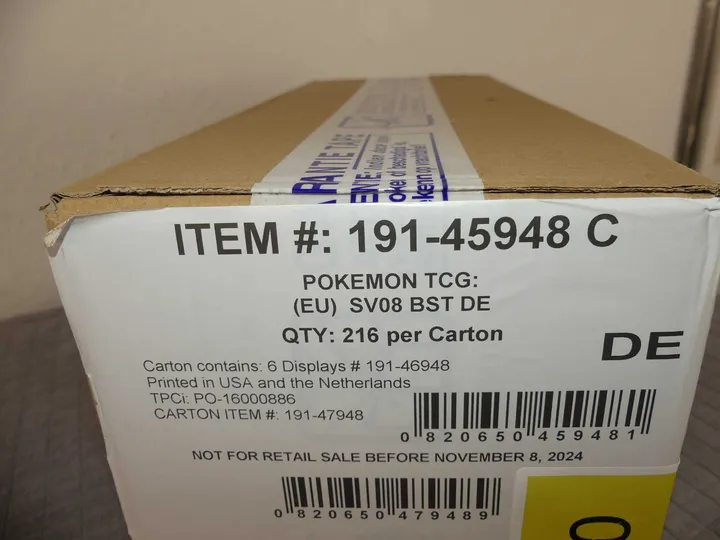 PANTIE TAPE
ITEM #: 191-45948 C
POKEMON TCG:
(EU) SV08 BST DE
QTY: 216 per Carton
DE
Carton contains: 6 Displays # 191-46948
Printed in USA and the Netherlands
TPCi: PO-16000886
CARTON ITEM #: 191-47948
0 820650 459481
NOT FOR RETAIL SALE BEFORE NOVEMBER 8, 2024
0 820650 479489